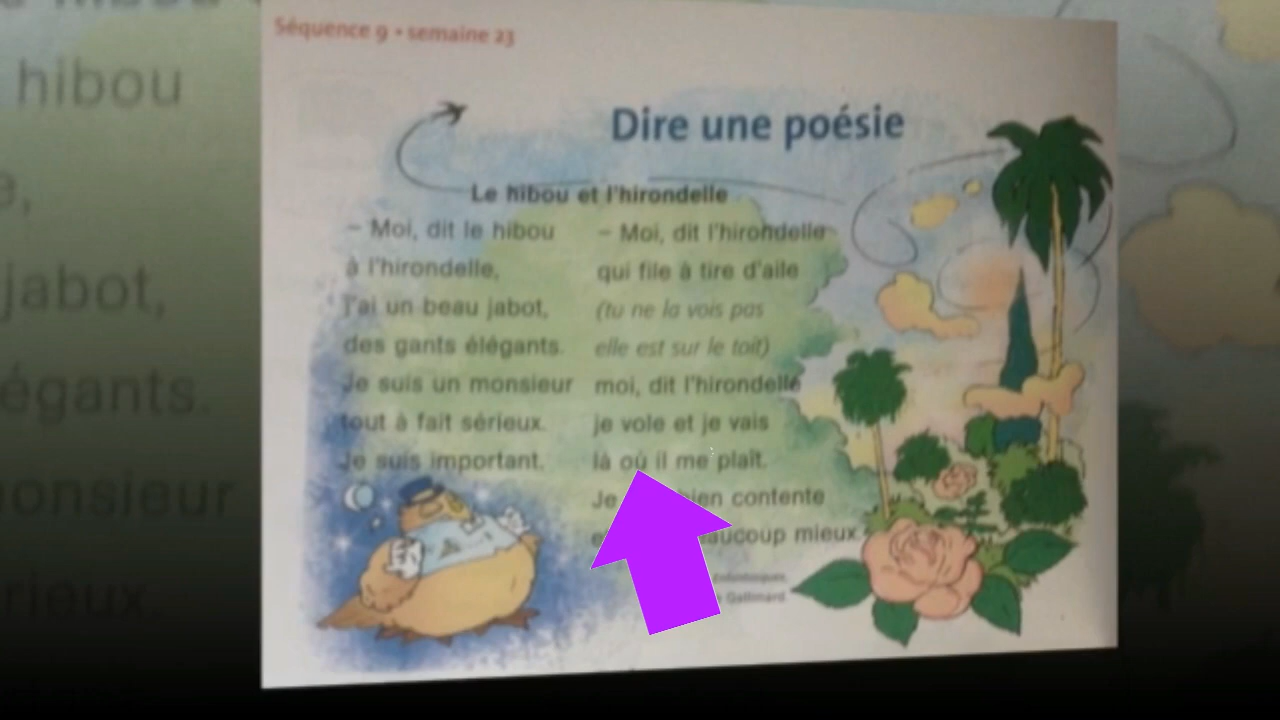 Séquence 9 • semaine 23
Dire une poésie
Le hibou et l'hirondelle
– Moi, dit le hibou
à l'hirondelle,
j'ai un beau jabot,
des gants élégants.
Je suis un monsieur
tout à fait sérieux.
Je suis important.
– Moi, dit l'hirondelle
qui file à tire d'aile
(tu ne la vois pas
elle est sur le toit)
moi, dit l'hirondelle
je vole et je vais
là où il me plaît.
Je bien contente
mieux.
Gallimard
hibou
jabot,
égants.